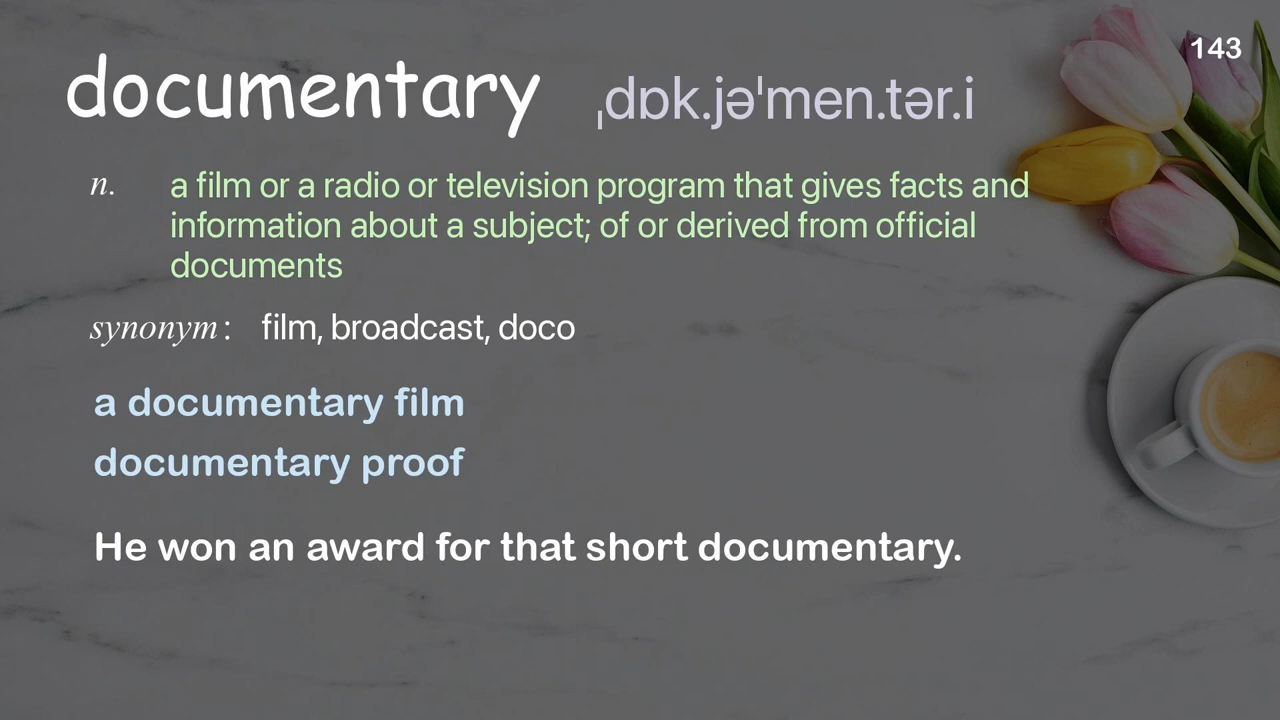 143
documentary ˌdɒk.jəˈmen.tər.i
n. a film or a radio or television program that gives facts and
information about a subject; of or derived from official
documents
synonym: film, broadcast, doco
a documentary film
documentary proof
He won an award for that short documentary.